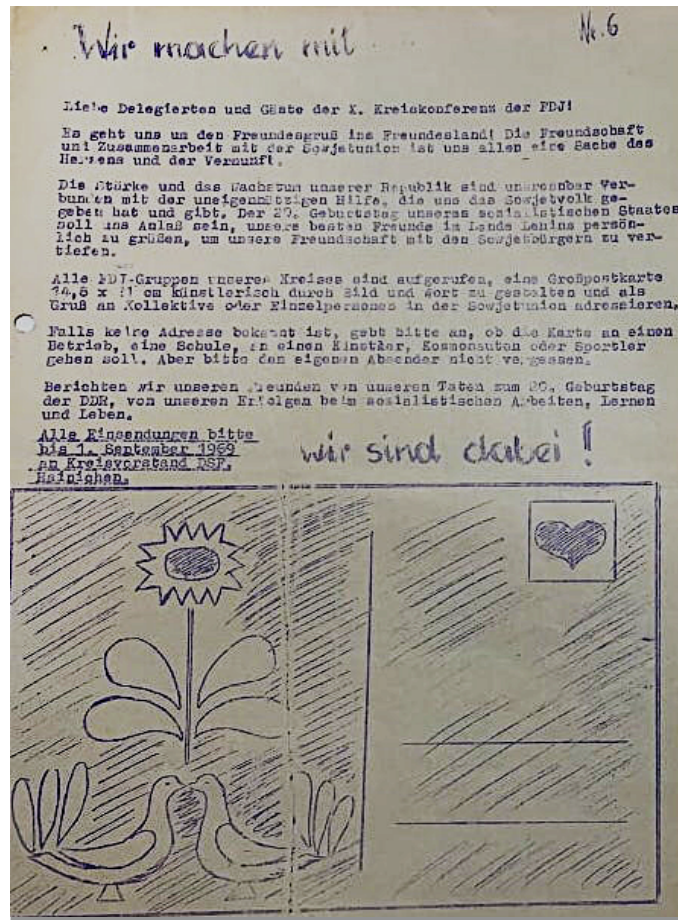 Wir machen mit
Nr. 6
Liebe Delegierten und Gäste der X. Kreiskonferenz der FDJ!
Es geht uns um den Freundesgruß ins Freundesland! Die Freundschaft
und Zusammenarbeit mit der Sowjetunion ist uns allen eine Sache des
Herzens und der Vernunft.
Die Stärke und das Wachstum unserer Republik sind untrennbar ver-
bunden mit der uneigennützigen Hilfe, die uns das Sowjetvolk ge-
geben hat und gibt. Der 20. Geburtstag unseres sozialistischen Staates
soll uns Anlaß sein, unsere besten Freunde im Lande Lenins persön-
lich zu grüßen, um unsere Freundschaft mit den Sowjetbürgern zu ver-
tiefen.
Alle FDJ-Gruppen unseres Kreises sind aufgerufen, eine Großpostkarte
14,8 x 21 cm künstlerisch durch Bild und Wort zu gestalten und als
Gruß an Kollektive oder Einzelpersonen in der Sowjetunion adressieren.
Falls keine Adresse bekannt ist, gebt bitte an, ob die Karte an einen
Betrieb, eine Schule, an einen Künstler, Kosmonauten oder Sportler
gehen soll. Aber bitte den eigenen Absender nicht vergessen.
Berichten wir unseren Freunden von unseren Taten zum 20. Geburtstag
der DDR, von unseren Erfolgen beim sozialistischen Arbeiten, Lernen
und Leben.
Alle Einsendungen bitte
bis 1. September 1969
an Kreisvorstand DSF,
Hainichen.
wir sind dabei!